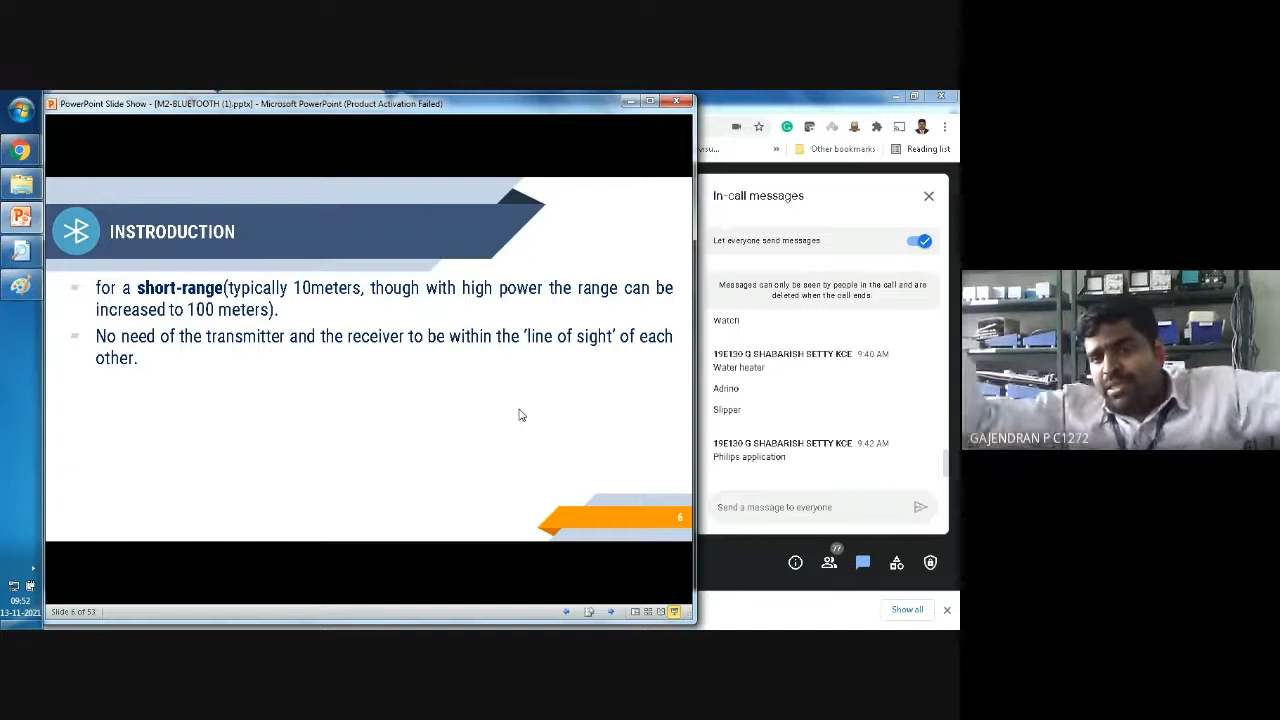 PowerPoint Slide Show - [M2-BLUETOOTH (1).pptx] - Microsoft PowerPoint (Product Activation Failed)
INSTRODUCTION
for a short-range(typically 10meters, though with high power the range can be
increased to 100 meters).
No need of the transmitter and the receiver to be within the ‘line of sight’ of each
other.
6
Slide 6 of 53
09:52
13-11-2021
Other bookmarks
Reading list
In-call messages
Let everyone send messages
Messages can only be seen by people in the call and are
deleted when the call ends.
Watch
19E130 G SHABARISH SETTY KCE 9:40 AM
Water heater
Adrino
Slipper
19E130 G SHABARISH SETTY KCE 9:42 AM
Philips application
Send a message to everyone
77
Show all
GAJENDRAN P C1272